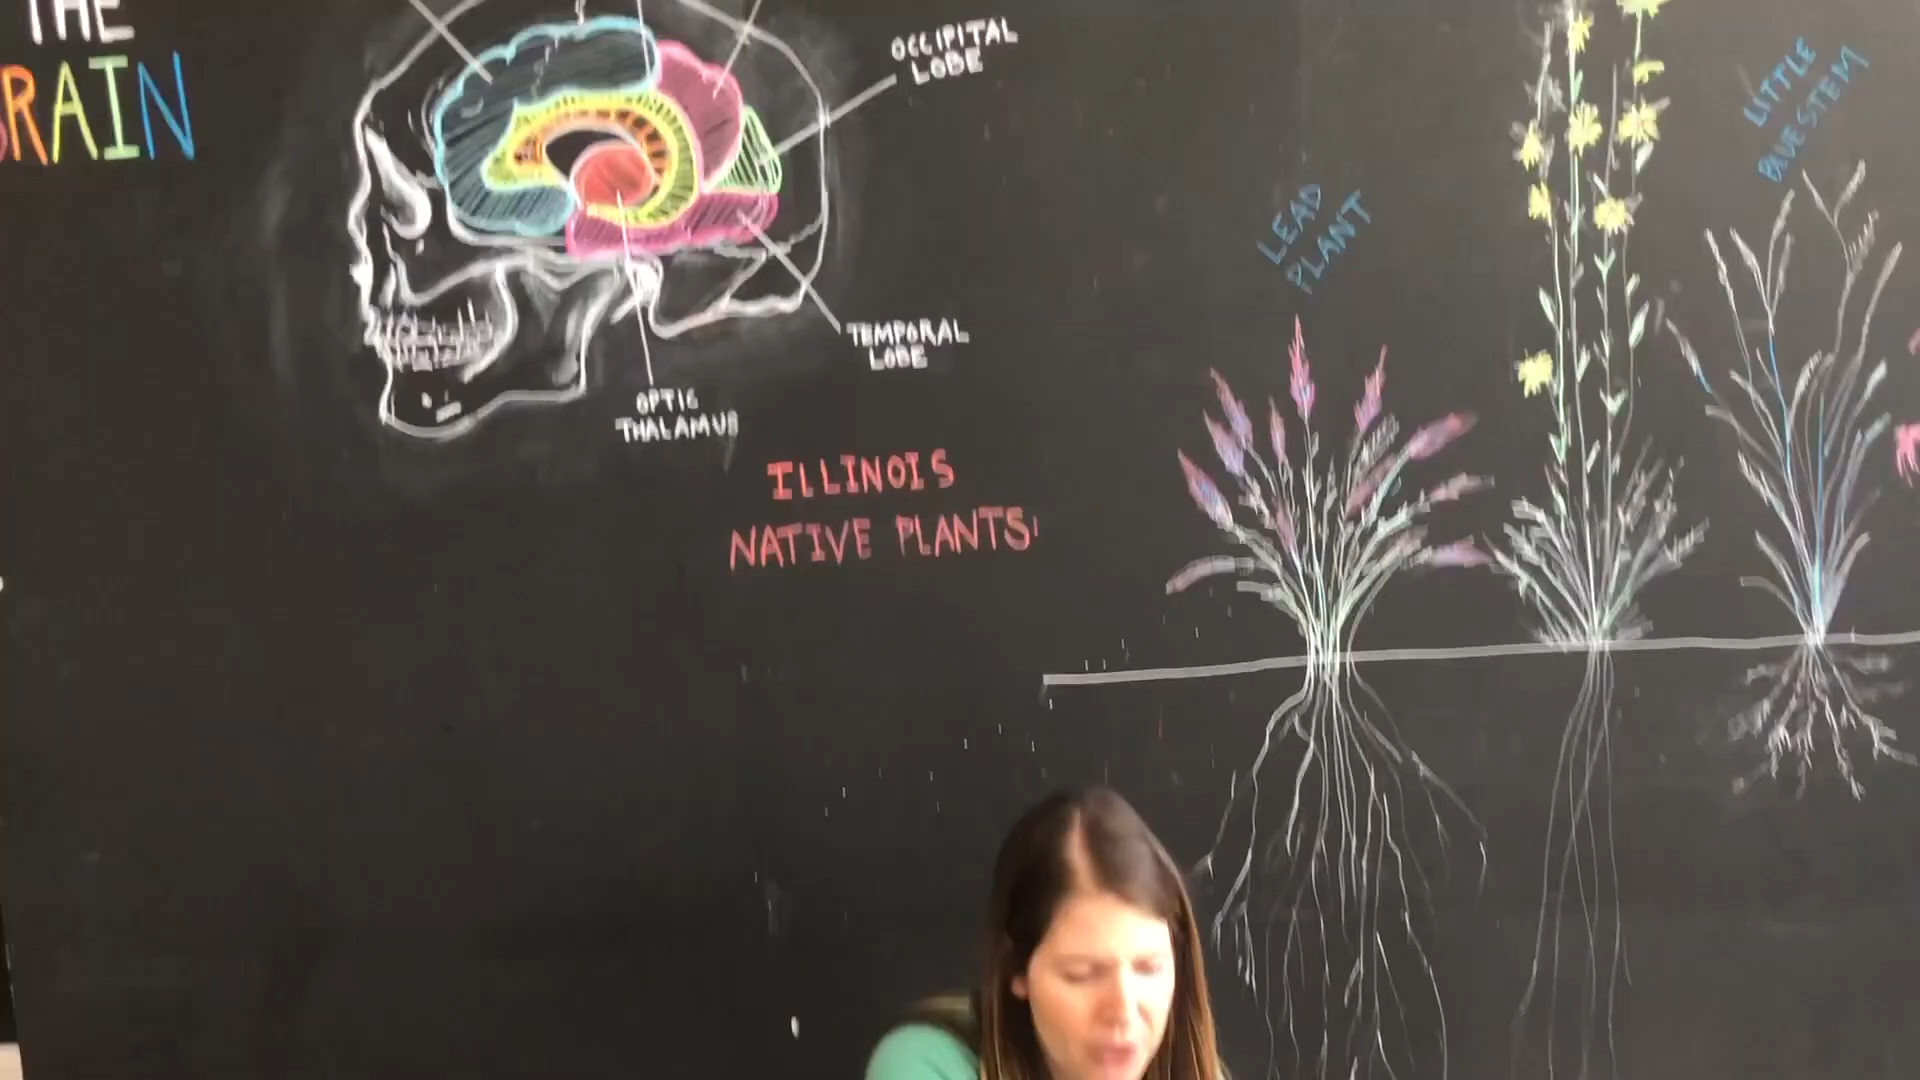 THE
BRAIN
OCCIPITAL
LOBE
TEMPORAL
LOBE
OPTIC
THALAMUS
ILLINOIS
NATIVE PLANTS:
LEAD
PLANT
LITTLE
BLUESTEM